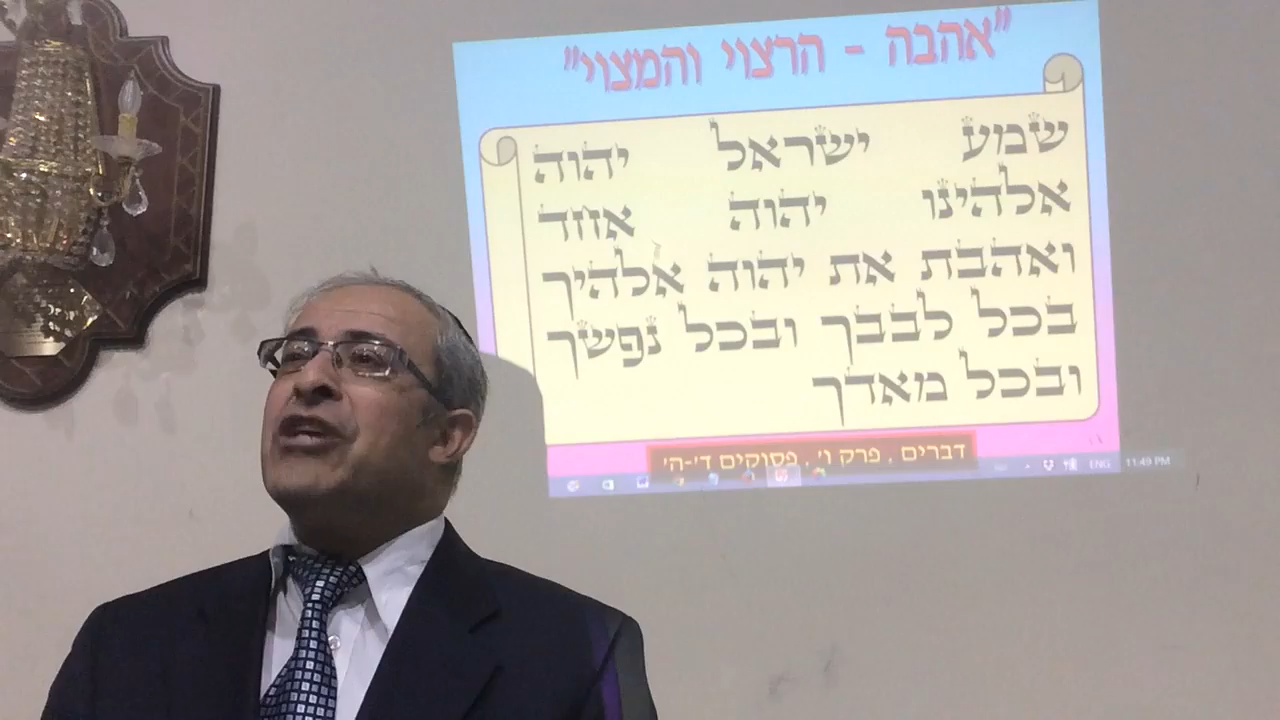 "אהבה - הרצוי והמצוי"
שמע ישראל יהוה
אלהינו יהוה אחד
ואהבת את יהוה אלהיך
בכל לבבך ובכל נפשך
ובכל מאדך
דברים . פרק ו' . פסוקים ד'-ה'
ENG 11:49 PM